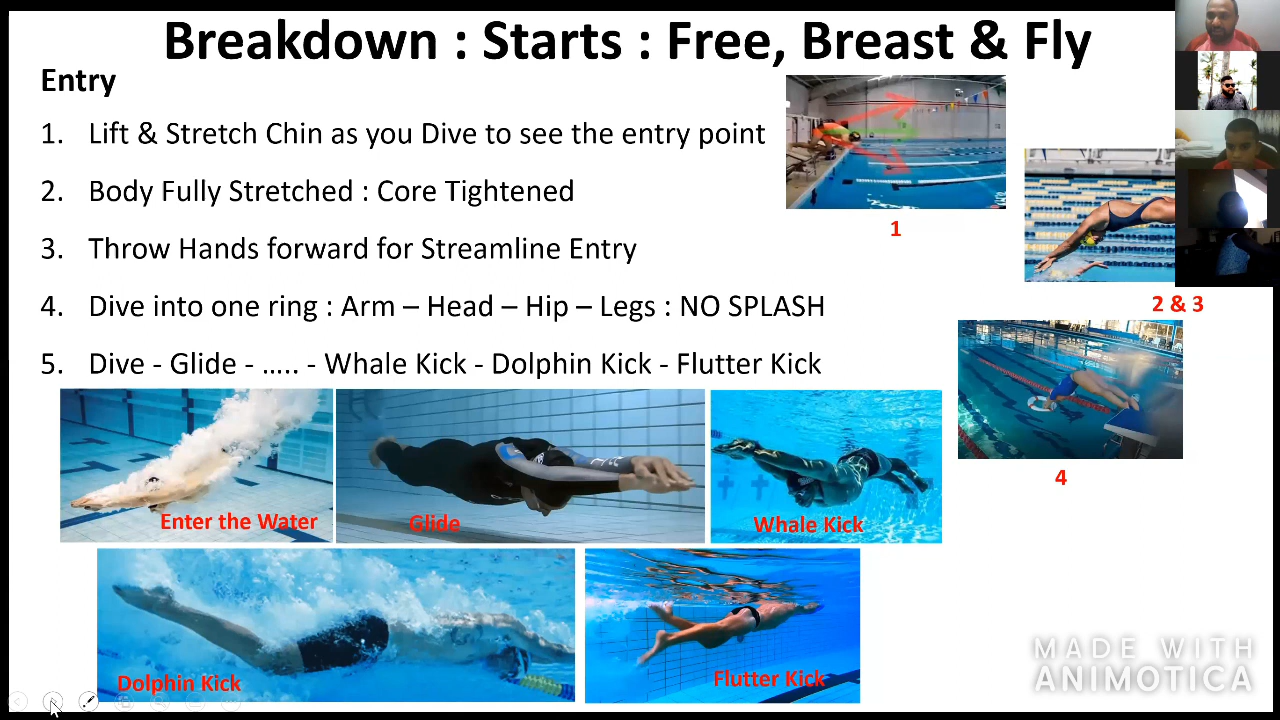 Breakdown : Starts : Free, Breast & Fly
Entry
1. Lift & Stretch Chin as you Dive to see the entry point
2. Body Fully Stretched : Core Tightened
3. Throw Hands forward for Streamline Entry
4. Dive into one ring : Arm – Head – Hip – Legs : NO SPLASH
5. Dive - Glide - ….. - Whale Kick - Dolphin Kick - Flutter Kick
1
2 & 3
4
Enter the Water
Glide
Whale Kick
Dolphin Kick
Flutter Kick
MADE WITH
ANIMOTICA